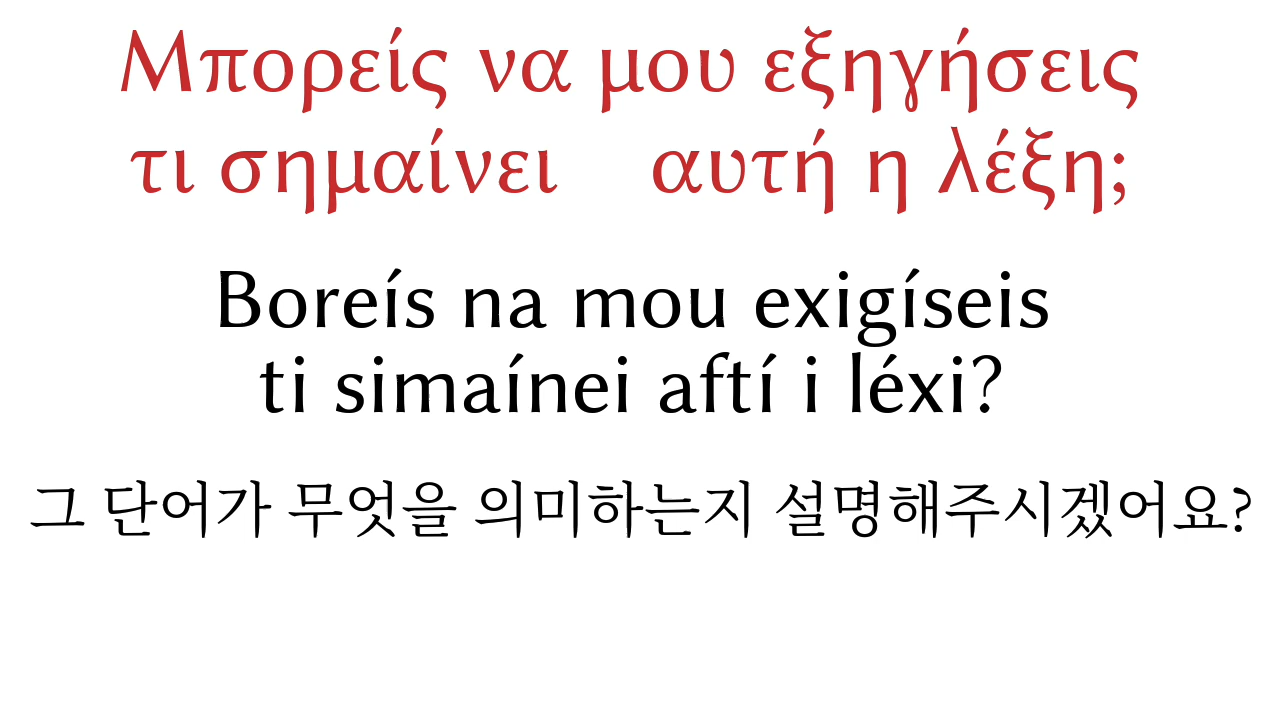 Μπορείς να μου εξηγήσεις
τι σημαίνει αυτή η λέξη;
Boreís na mou exigíseis
ti simaínei aftí i léxi?
그 단어가 무엇을 의미하는지 설명해주시겠어요?